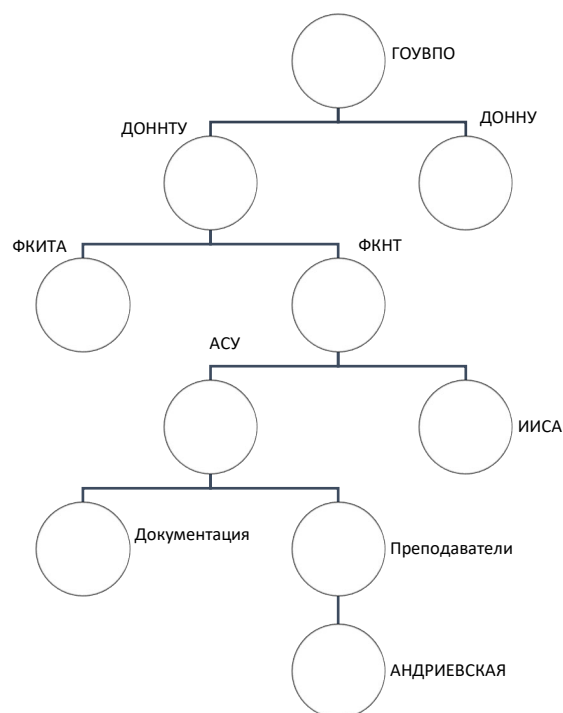 ГОУВПО
ДОННТУ
ДОННУ
ФКИТА
ФКНТ
АСУ
ИИСА
Документация
Преподаватели
АНДРИЕВСКАЯ